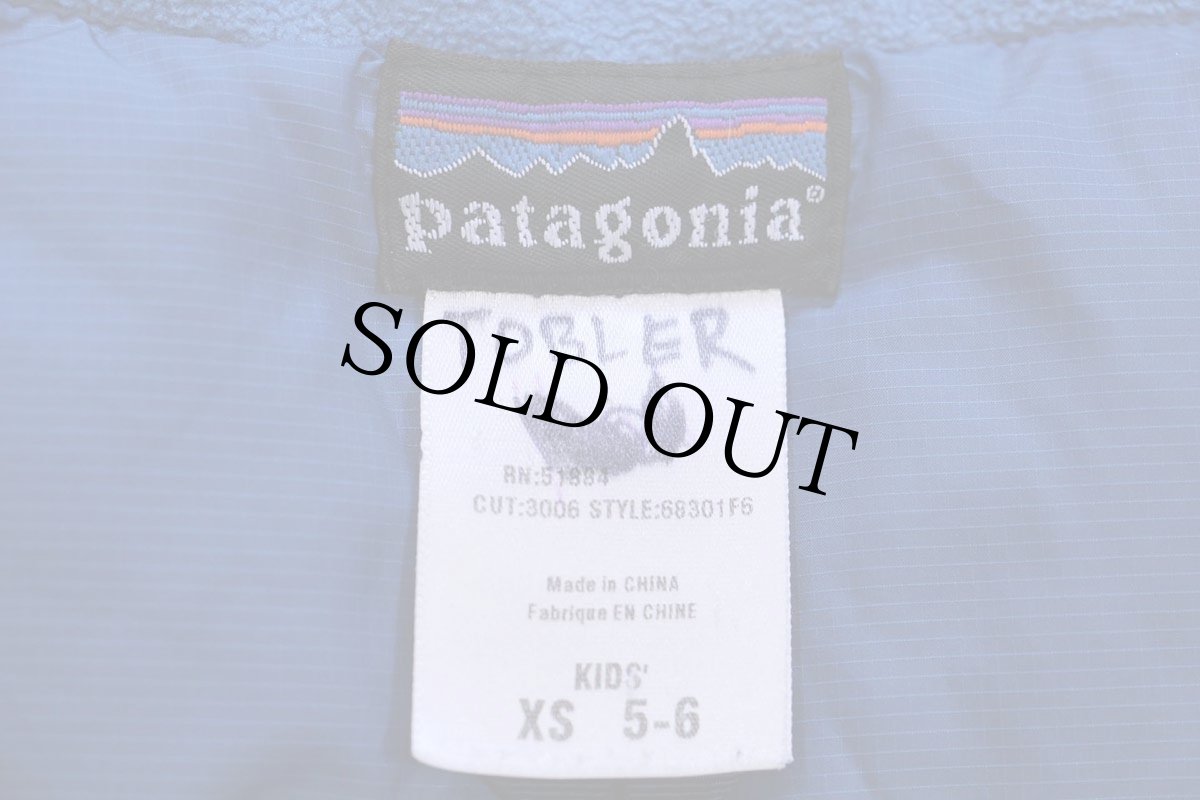 patagonia®
TOBLER
SOLD OUT
RN:51884
CUT:3006 STYLE:68301F6
Made in CHINA
Fabrique EN CHINE
KIDS'
XS 5-6